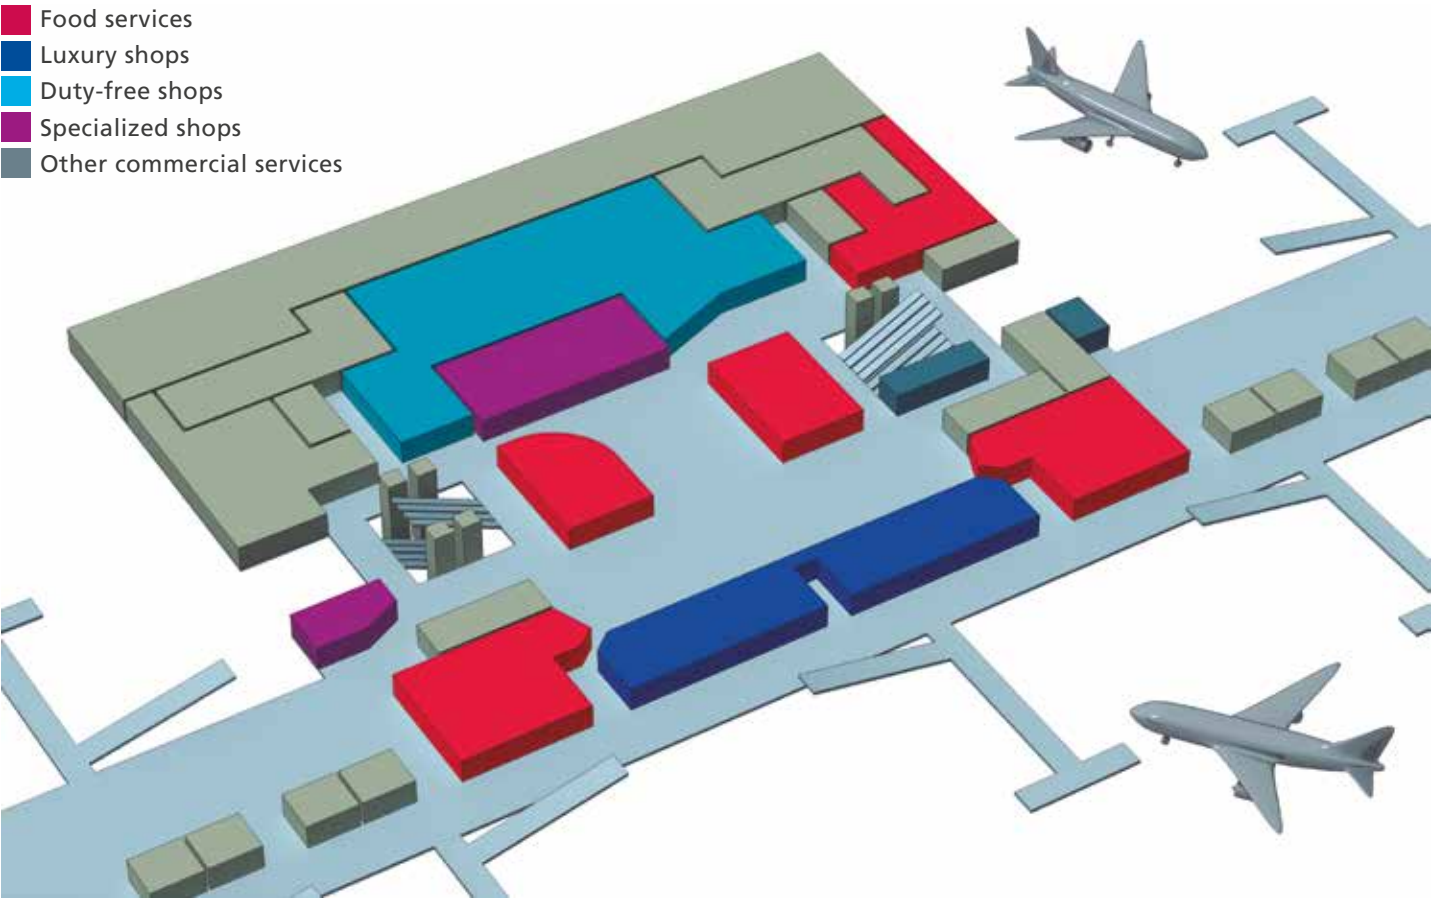 Food services
Luxury shops
Duty-free shops
Specialized shops
Other commercial services